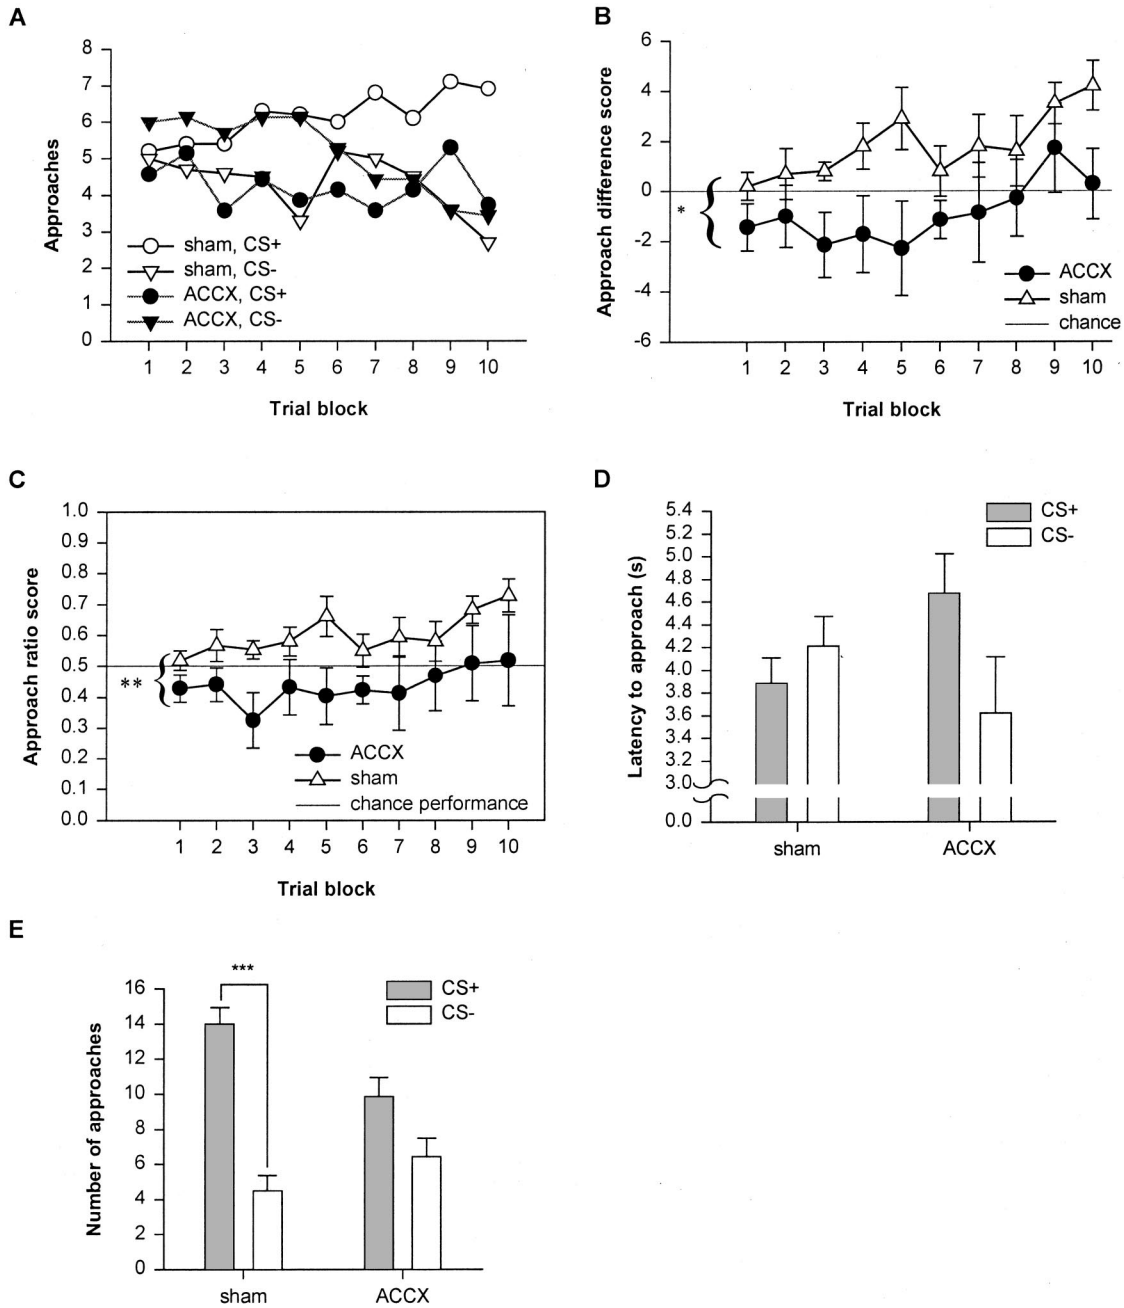 A
8
7
6
5
4
3
2
1
0
Approaches
sham, CS+
sham, CS-
ACCX, CS+
ACCX, CS-
1 2 3 4 5 6 7 8 9 10
Trial block
B
6
4
2
0
-2
-4
-6
Approach difference score
*
ACCX
sham
chance
1 2 3 4 5 6 7 8 9 10
Trial block
C
1.0
0.9
0.8
0.7
0.6
0.5
0.4
0.3
0.2
0.1
0.0
Approach ratio score
**
ACCX
sham
chance performance
1 2 3 4 5 6 7 8 9 10
Trial block
D
5.4
5.2
5.0
4.8
4.6
4.4
4.2
4.0
3.8
3.6
3.4
3.2
3.0
0.0
Latency to approach (s)
CS+
CS-
sham ACCX
E
16
14
12
10
8
6
4
2
0
Number of approaches
***
CS+
CS-
sham ACCX